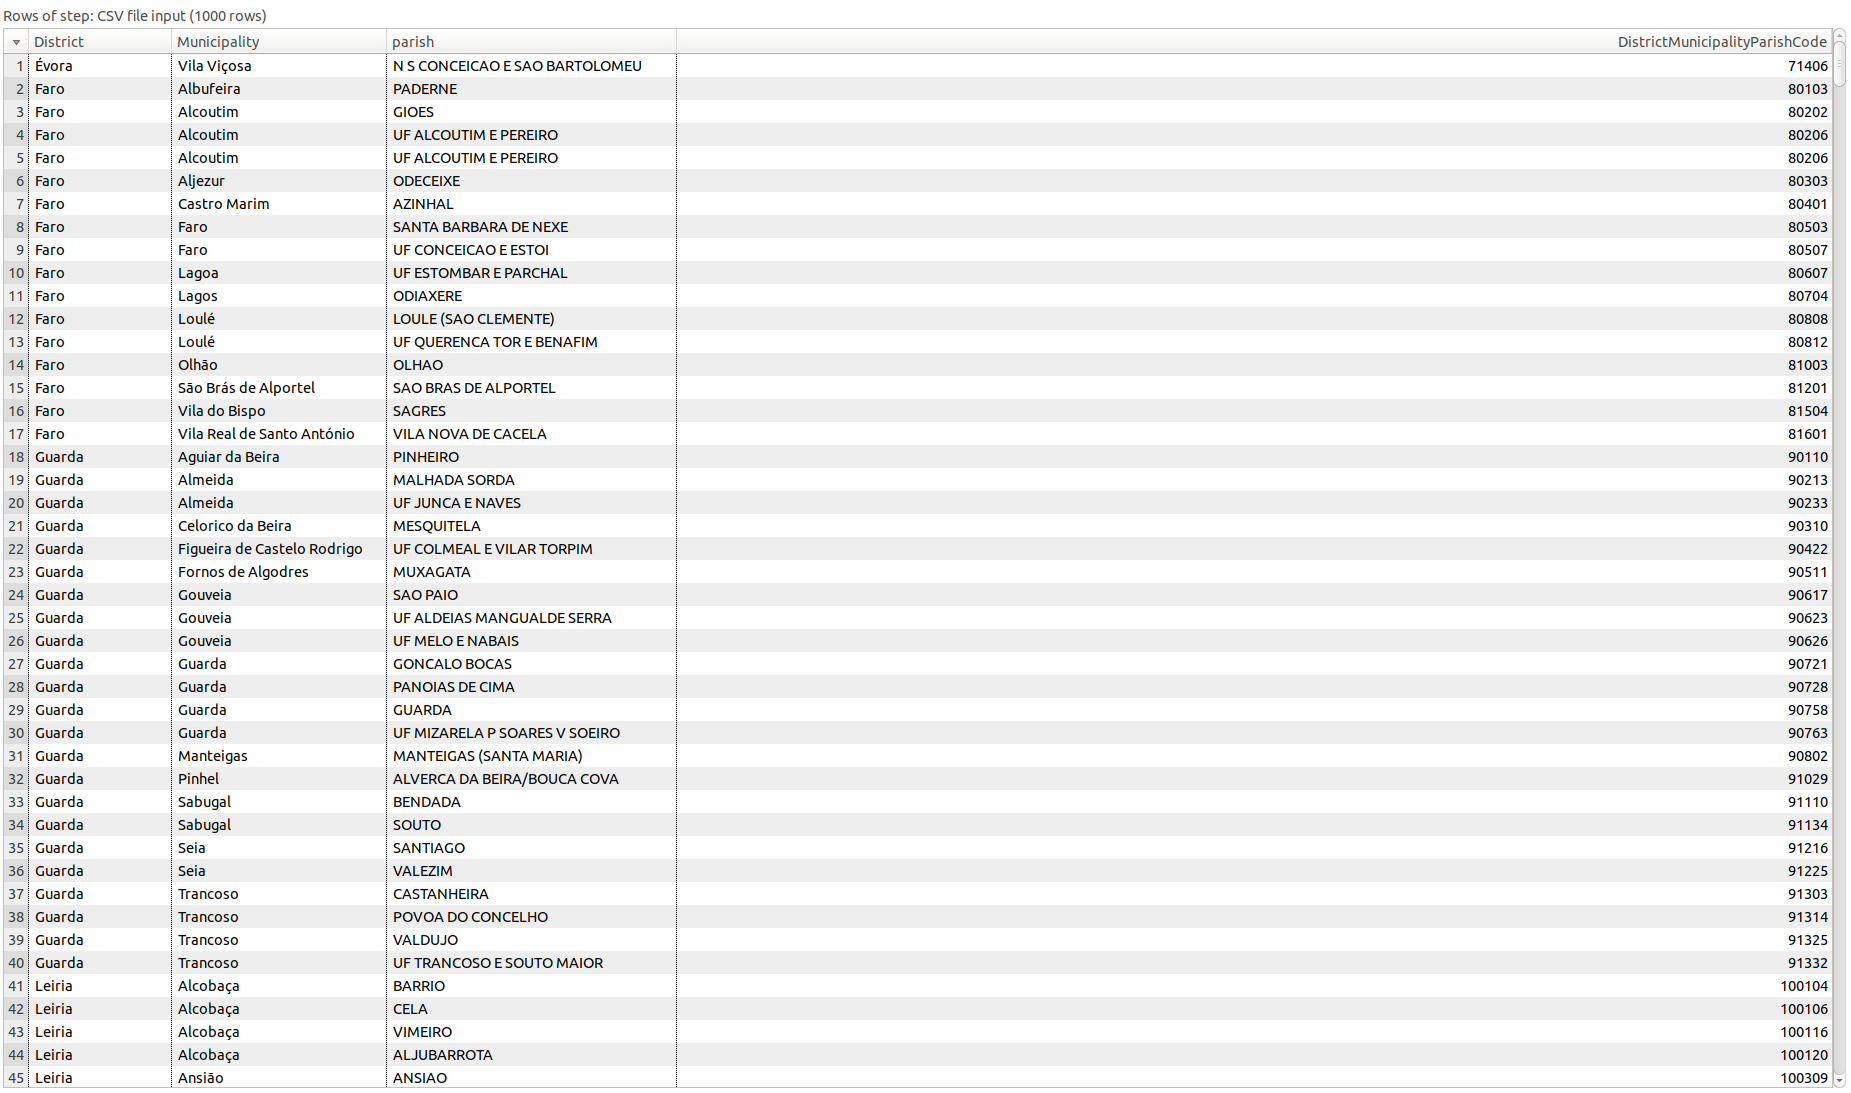 Rows of step: CSV file input (1000 rows)
District Municipality parish DistrictMunicipalityParishCode
1 Évora Vila Viçosa N S CONCEICAO E SAO BARTOLOMEU 71406
2 Faro Albufeira PADERNE 80103
3 Faro Alcoutim GIOES 80202
4 Faro Alcoutim UF ALCOUTIM E PEREIRO 80206
5 Faro Alcoutim UF ALCOUTIM E PEREIRO 80206
6 Faro Aljezur ODECEIXE 80303
7 Faro Castro Marim AZINHAL 80401
8 Faro Faro SANTA BARBARA DE NEXE 80503
9 Faro Faro UF CONCEICAO E ESTOI 80507
10 Faro Lagoa UF ESTOMBAR E PARCHAL 80607
11 Faro Lagos ODIAXERE 80704
12 Faro Loulé LOULE (SAO CLEMENTE) 80808
13 Faro Loulé UF QUERENCA TOR E BENAFIM 80812
14 Faro Olhão OLHAO 81003
15 Faro São Brás de Alportel SAO BRAS DE ALPORTEL 81201
16 Faro Vila do Bispo SAGRES 81504
17 Faro Vila Real de Santo António VILA NOVA DE CACELA 81601
18 Guarda Aguiar da Beira PINHEIRO 90110
19 Guarda Almeida MALHADA SORDA 90213
20 Guarda Almeida UF JUNCA E NAVES 90233
21 Guarda Celorico da Beira MESQUITELA 90310
22 Guarda Figueira de Castelo Rodrigo UF COLMEAL E VILAR TORPIM 90422
23 Guarda Fornos de Algodres MUXAGATA 90511
24 Guarda Gouveia SAO PAIO 90617
25 Guarda Gouveia UF ALDEIAS MANGUALDE SERRA 90623
26 Guarda Gouveia UF MELO E NABAIS 90626
27 Guarda Guarda GONCALO BOCAS 90721
28 Guarda Guarda PANOIAS DE CIMA 90728
29 Guarda Guarda GUARDA 90758
30 Guarda Guarda UF MIZARELA P SOARES V SOEIRO 90763
31 Guarda Manteigas MANTEIGAS (SANTA MARIA) 90802
32 Guarda Pinhel ALVERCA DA BEIRA/BOUCA COVA 91029
33 Guarda Sabugal BENDADA 91110
34 Guarda Sabugal SOUTO 91134
35 Guarda Seia SANTIAGO 91216
36 Guarda Seia VALEZIM 91225
37 Guarda Trancoso CASTANHEIRA 91303
38 Guarda Trancoso POVOA DO CONCELHO 91314
39 Guarda Trancoso VALDUJO 91325
40 Guarda Trancoso UF TRANCOSO E SOUTO MAIOR 91332
41 Leiria Alcobaça BARRIO 100104
42 Leiria Alcobaça CELA 100106
43 Leiria Alcobaça VIMEIRO 100116
44 Leiria Alcobaça ALJUBARROTA 100120
45 Leiria Ansião ANSIAO 100309